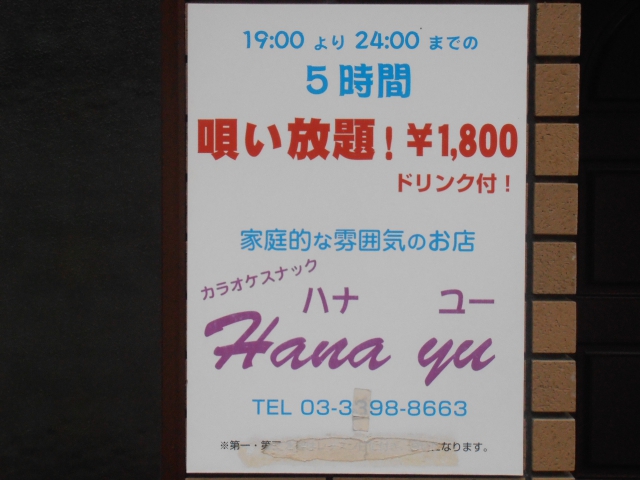 19:00 より 24:00 までの
5時間
唄い放題！¥1,800
ドリンク付！
家庭的な雰囲気のお店
カラオケスナック
ハナ ユー
Hana yu
TEL 03-3398-8663
※第一・第 になります。